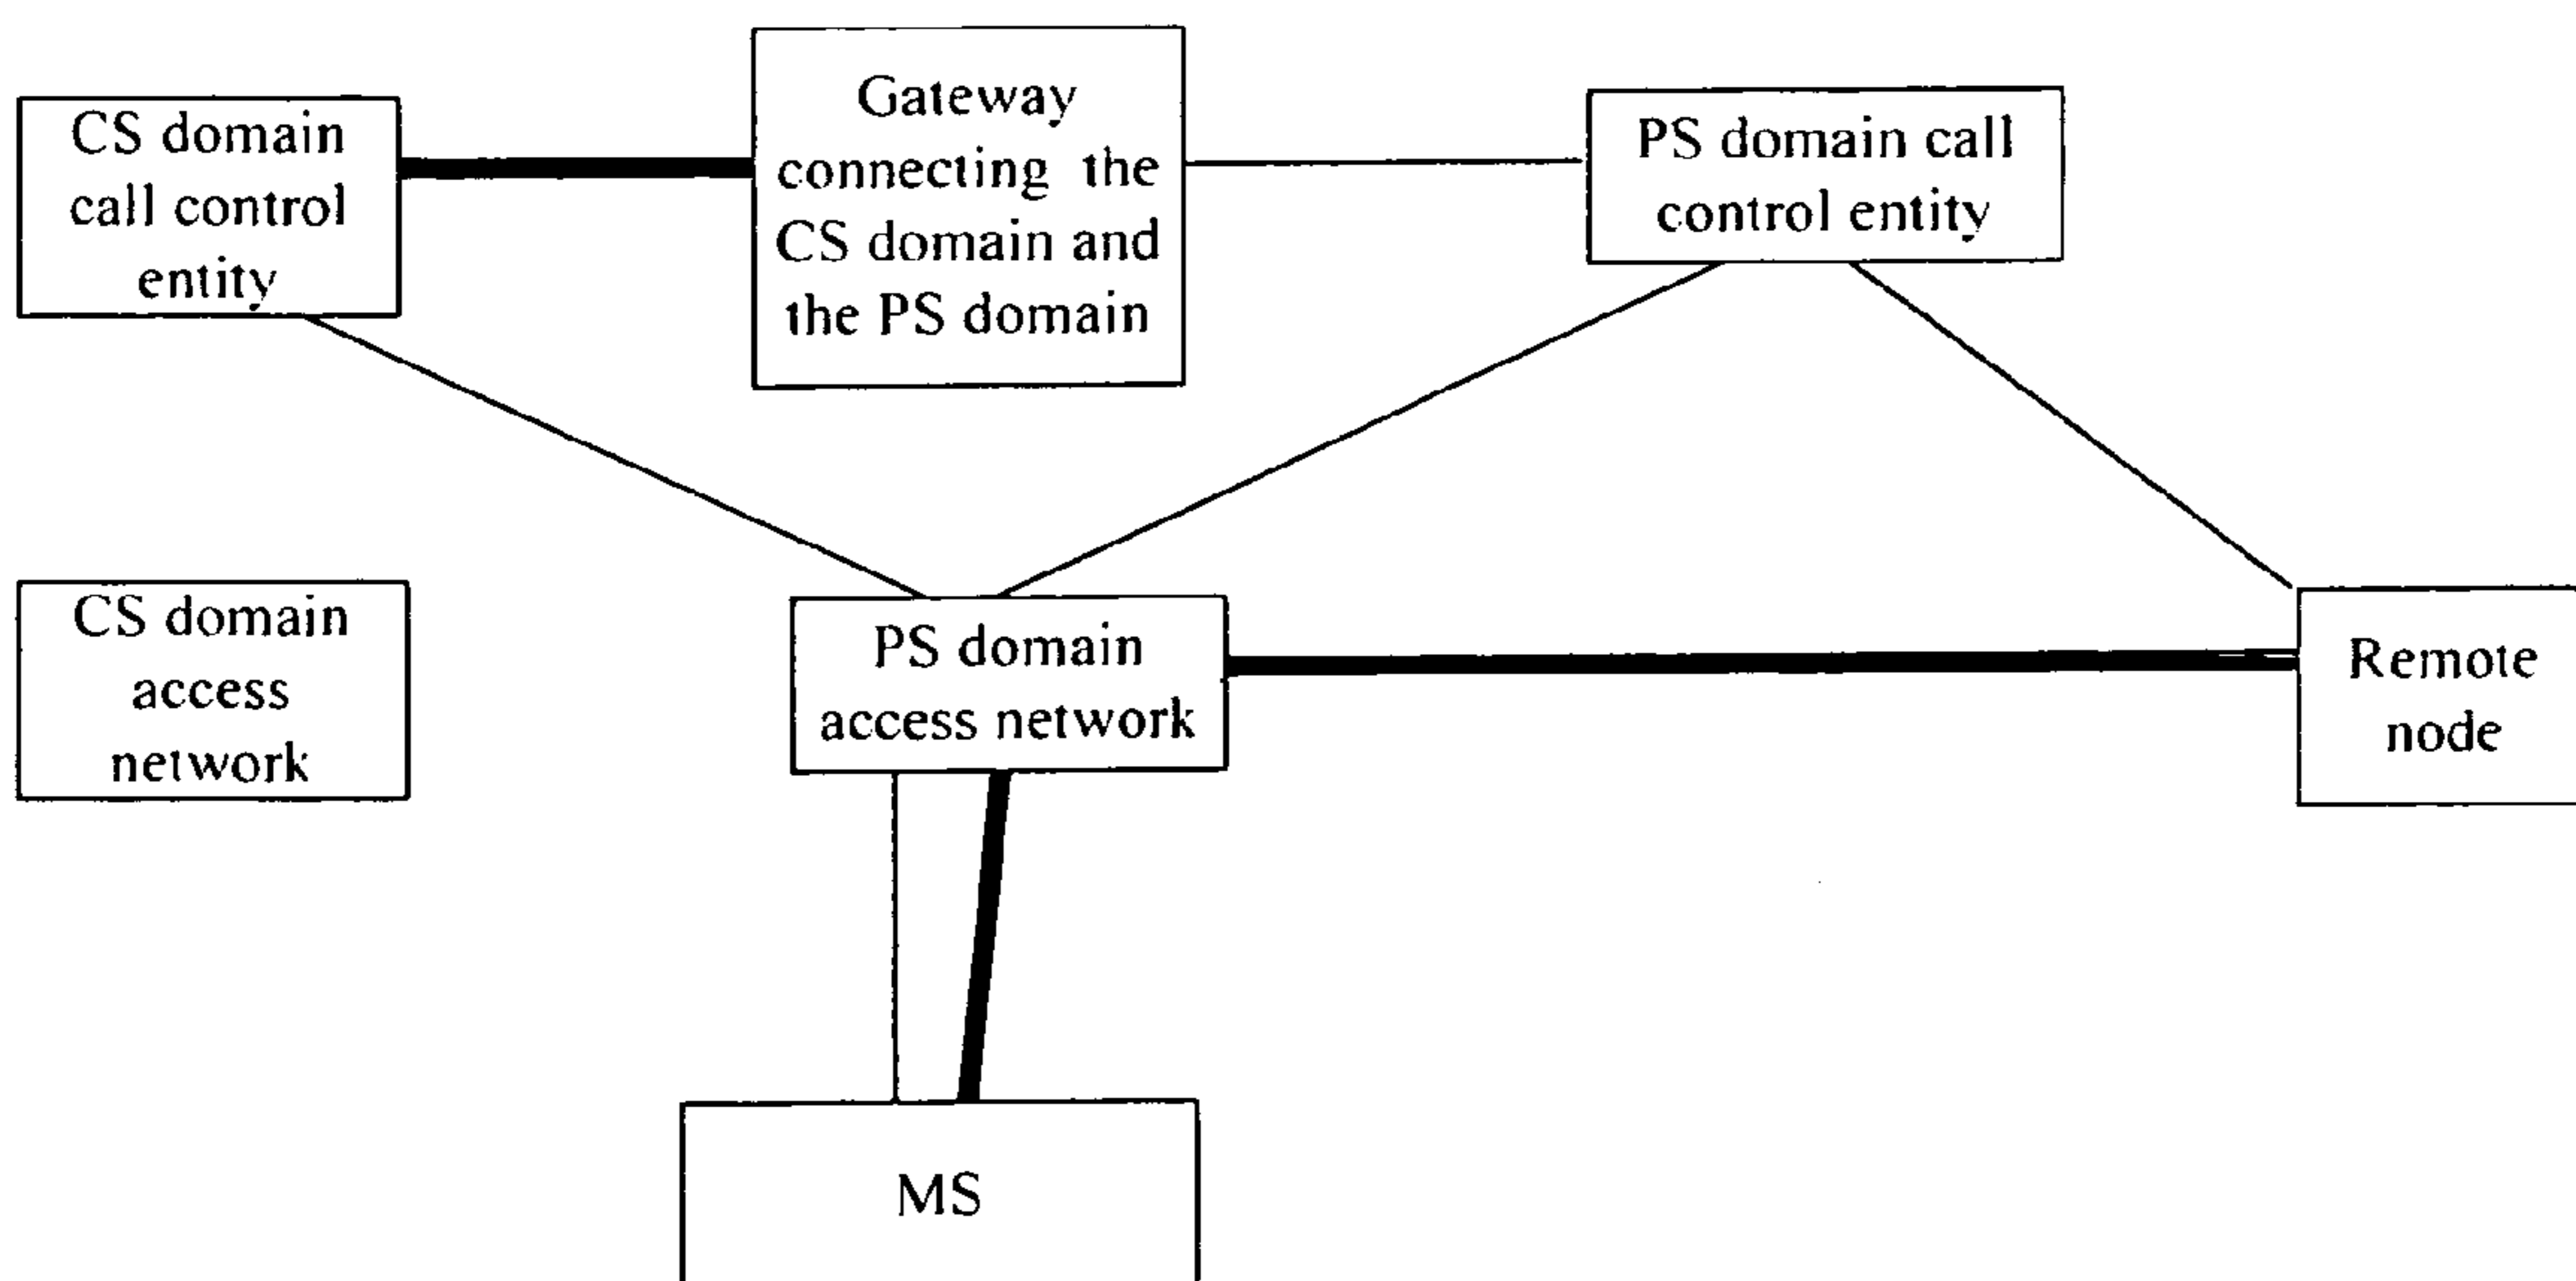 CS domain
call control
entity
Gateway
connecting the
CS domain and
the PS domain
PS domain call
control entity
CS domain
access
network
PS domain
access network
Remote
node
MS